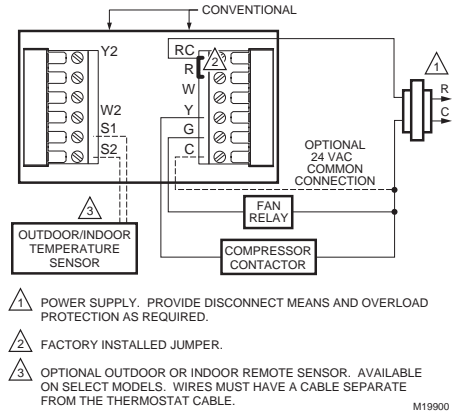 CONVENTIONAL
Y2
RC
2
R
W
W2
Y
S1
G
S2
C
1
R
C
OPTIONAL
24 VAC
COMMON
CONNECTION
3
OUTDOOR/INDOOR
TEMPERATURE
SENSOR
FAN
RELAY
COMPRESSOR
CONTACTOR
1 POWER SUPPLY. PROVIDE DISCONNECT MEANS AND OVERLOAD
PROTECTION AS REQUIRED.
2 FACTORY INSTALLED JUMPER.
3 OPTIONAL OUTDOOR OR INDOOR REMOTE SENSOR. AVAILABLE
ON SELECT MODELS. WIRES MUST HAVE A CABLE SEPARATE
FROM THE THERMOSTAT CABLE.
M19900